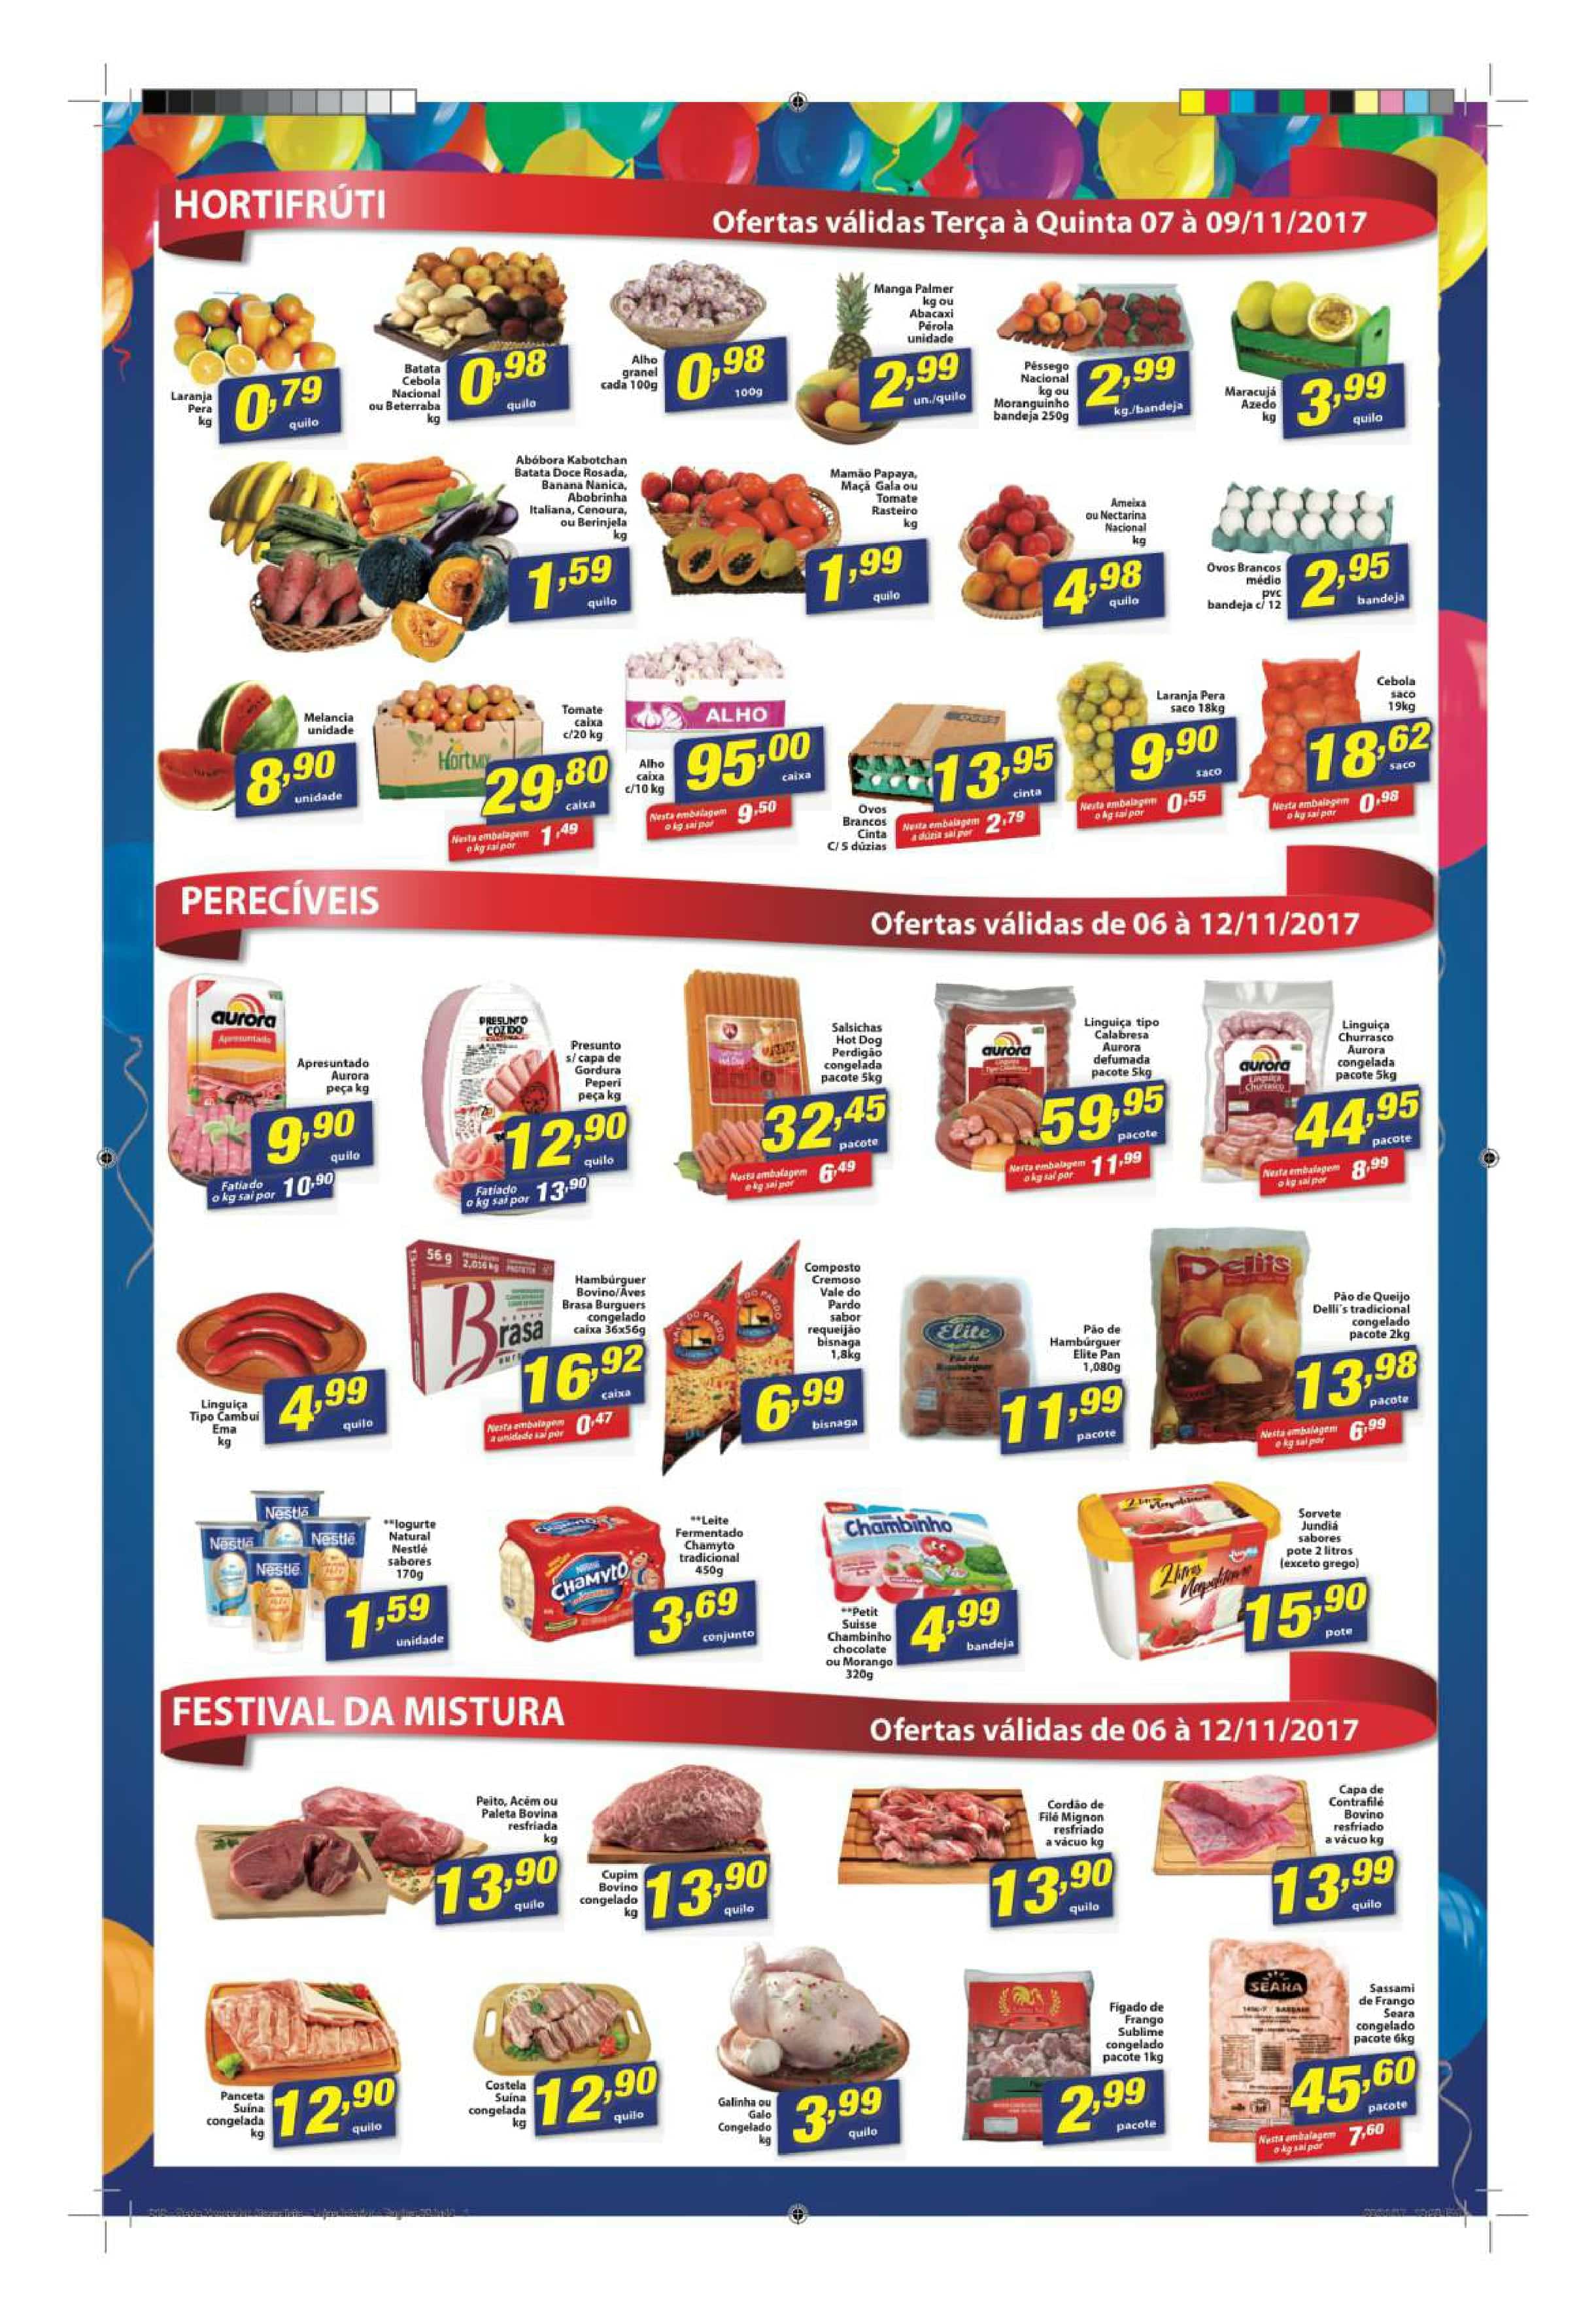 HORTIFRÚTI
Ofertas válidas Terça à Quinta 07 à 09/11/2017
Laranja
Pera
kg
0,79
quilo
Batata
Cebola
Nacional
ou Beterraba
kg
0,98
quilo
Alho
granel
cada 100g
0,98
100g
Manga Palmer
kg ou
Abacaxi
Pérola
unidade
2,99
un./quilo
Pêssego
Nacional
kg ou
Moranguinho
bandeja 250g
2,99
kg./bandeja
Maracujá
Azedo
kg
3,99
quilo
Abóbora Kabotchan
Batata Doce Rosada,
Banana Nanica,
Abobrinha
Italiana, Cenoura,
ou Berinjela
kg
1,59
quilo
Mamão Papaya,
Maçã Gala ou
Tomate
Rasteiro
kg
1,99
quilo
Ameixa
ou Nectarina
Nacional
kg
4,98
quilo
Ovos Brancos
médio
pvc
bandeja c/ 12
2,95
bandeja
Melancia
unidade
8,90
unidade
Tomate
caixa
c/20 kg
29,80
caixa
Nesta embalagem
o kg sai por
1,49
ALHO
Alho
caixa
c/10 kg
95,00
caixa
Nesta embalagem
o kg sai por
9,50
Ovos
Brancos
Cinta
C/ 5 dúzias
13,95
cinta
Nesta embalagem
a dúzia sai por
2,79
Laranja Pera
saco 18kg
9,90
saco
Nesta embalagem
o kg sai por
0,55
Cebola
saco
19kg
18,62
saco
Nesta embalagem
o kg sai por
0,98
PERECÍVEIS
Ofertas válidas de 06 à 12/11/2017
aurora
Apresuntado
Apresuntado
Aurora
peça kg
9,90
quilo
Fatiado
o kg sai por
10,90
PRESUNTO
COZIDO
Presunto
s/ capa de
Gordura
Peperi
peça kg
12,90
quilo
Fatiado
o kg sai por
13,90
Salsichas
Hot Dog
Perdigão
congelada
pacote 5kg
32,45
pacote
Nesta embalagem
o kg sai por
6,49
aurora
Linguiça tipo
Calabresa
Aurora
defumada
pacote 5kg
59,95
pacote
Nesta embalagem
o kg sai por
11,99
aurora
Linguiça
Churrasco
Linguiça
Churrasco
Aurora
congelada
pacote 5kg
44,95
pacote
Nesta embalagem
o kg sai por
8,99
Linguiça
Tipo Cambuí
Ema
kg
4,99
quilo
56 g
2,016 kg
Brasa
Hambúrguer
Bovino/Aves
Brasa Burguers
congelado
caixa 36x56g
16,92
caixa
Nesta embalagem
a unidade sai por
0,47
VALE DO PARDO
Composto
Cremoso
Vale do
Pardo
sabor
requeijão
bisnaga
1,8kg
6,99
bisnaga
Elite
Pão de
Hambúrguer
Pão de
Hambúrguer
Elite Pan
1,080g
11,99
pacote
Delli's
Pão de Queijo
Delli´s tradicional
congelado
pacote 2kg
13,98
pacote
Nesta embalagem
o kg sai por
6,99
Nestlé
Nestlé
Nestlé
Nestlé
**Iogurte
Natural
Nestlé
sabores
170g
1,59
unidade
CHAMYTO
**Leite
Fermentado
Chamyto
tradicional
450g
3,69
conjunto
Chambinho
**Petit
Suisse
Chambinho
chocolate
ou Morango
320g
4,99
bandeja
2 litros
Napolitano
Sorvete
Jundiá
sabores
pote 2 litros
(exceto grego)
15,90
pote
FESTIVAL DA MISTURA
Ofertas válidas de 06 à 12/11/2017
Peito, Acém ou
Paleta Bovina
resfriada
kg
13,90
quilo
Cupim
Bovino
congelado
kg
13,90
quilo
Cordão de
Filé Mignon
resfriado
a vácuo kg
13,90
quilo
Capa de
Contrafilé
Bovino
resfriado
a vácuo kg
13,99
quilo
Panceta
Suína
congelada
kg
12,90
quilo
Costela
Suína
congelada
kg
12,90
quilo
Galinha ou
Galo
Congelado
kg
3,99
quilo
Fígado de
Frango
Sublime
congelado
pacote 1kg
2,99
pacote
SEARA
Sassami
de Frango
Seara
congelado
pacote 6kg
45,60
pacote
Nesta embalagem
o kg sai por
7,60